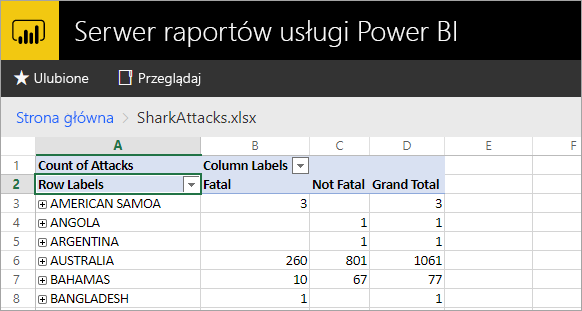 Serwer raportów usługi Power BI
Ulubione Przeglądaj
Strona główna > SharkAttacks.xlsx
A B C D E F
1 Count of Attacks Column Labels
2 Row Labels Fatal Not Fatal Grand Total
3 AMERICAN SAMOA 3 3
4 ANGOLA 1 1
5 ARGENTINA 1 1
6 AUSTRALIA 260 801 1061
7 BAHAMAS 10 67 77
8 BANGLADESH 1 1